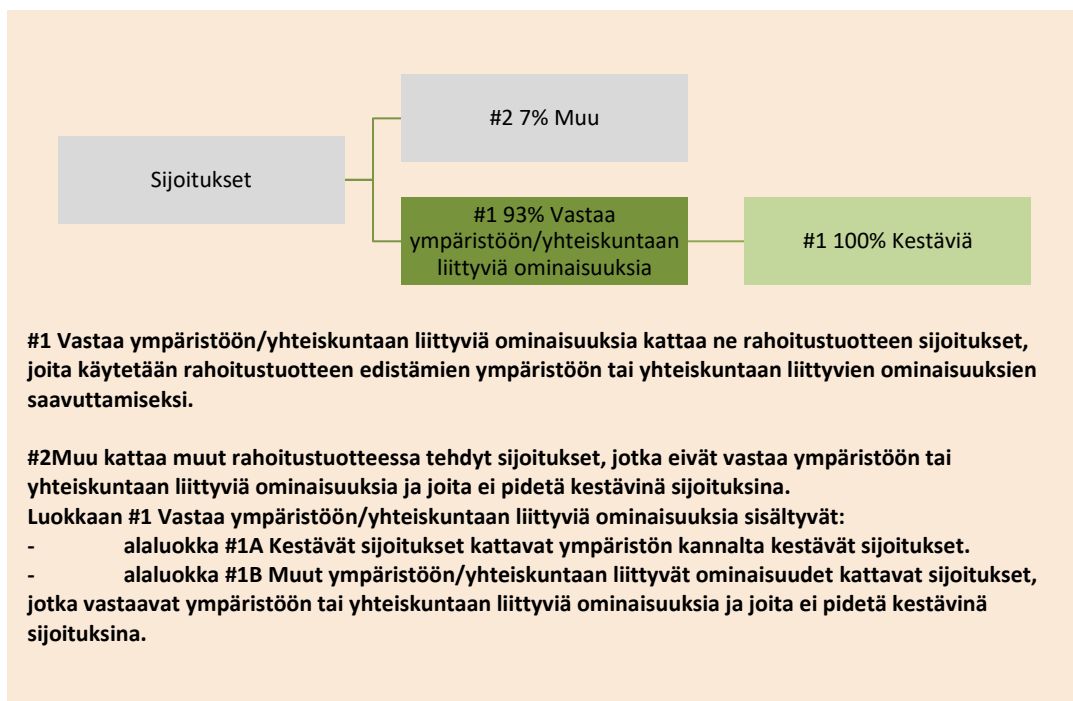 #2 7% Muu
Sijoitukset
#1 93% Vastaa
ympäristöön/yhteiskuntaan
liittyviä ominaisuuksia
#1 100% Kestäviä
#1 Vastaa ympäristöön/yhteiskuntaan liittyviä ominaisuuksia kattaa ne rahoitustuotteen sijoitukset,
joita käytetään rahoitustuotteen edistämien ympäristöön tai yhteiskuntaan liittyvien ominaisuuksien
saavuttamiseksi.
#2Muu kattaa muut rahoitustuotteessa tehdyt sijoitukset, jotka eivät vastaa ympäristöön tai
yhteiskuntaan liittyviä ominaisuuksia ja joita ei pidetä kestävinä sijoituksina.
Luokkaan #1 Vastaa ympäristöön/yhteiskuntaan liittyviä ominaisuuksia sisältyvät:
- alaluokka #1A Kestävät sijoitukset kattavat ympäristön kannalta kestävät sijoitukset.
- alaluokka #1B Muut ympäristöön/yhteiskuntaan liittyvät ominaisuudet kattavat sijoitukset,
jotka vastaavat ympäristöön tai yhteiskuntaan liittyviä ominaisuuksia ja joita ei pidetä kestävinä
sijoituksina.